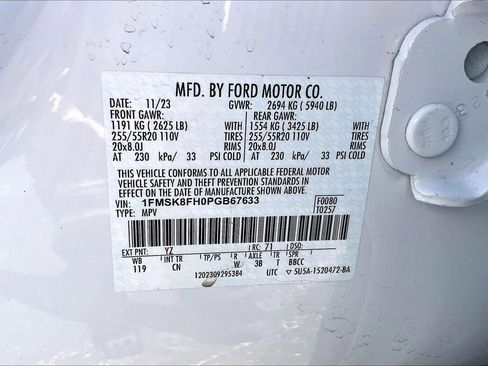 MFD. BY FORD MOTOR CO.
DATE: 11/23 GVWR: 2694 KG ( 5940 LB)
FRONT GAWR: REAR GAWR:
1191 KG ( 2625 LB) WITH 1554 KG ( 3425 LB) WITH
255/55R20 110V TIRES 255/55R20 110V TIRES
20x8.0J RIMS 20x8.0J RIMS
AT 230 kPa/ 33 PSI COLD AT 230 kPa/ 33 PSI COLD
THIS VEHICLE CONFORMS TO ALL APPLICABLE FEDERAL MOTOR
VEHICLE SAFETY AND THEFT PREVENTION STANDARDS IN
EFFECT ON THE DATE OF MANUFACTURE SHOWN ABOVE.
VIN: 1FMSK8FH0PGB67633 F0080
TYPE: MPV T0257
EXT PNT: YZ RC: 71 DSO:
WB INT TR TP/PS R AXLE TR SPR
119 CN W 3B T BBCC
1202309295384 UTC 5U5A-1520472-BA
3